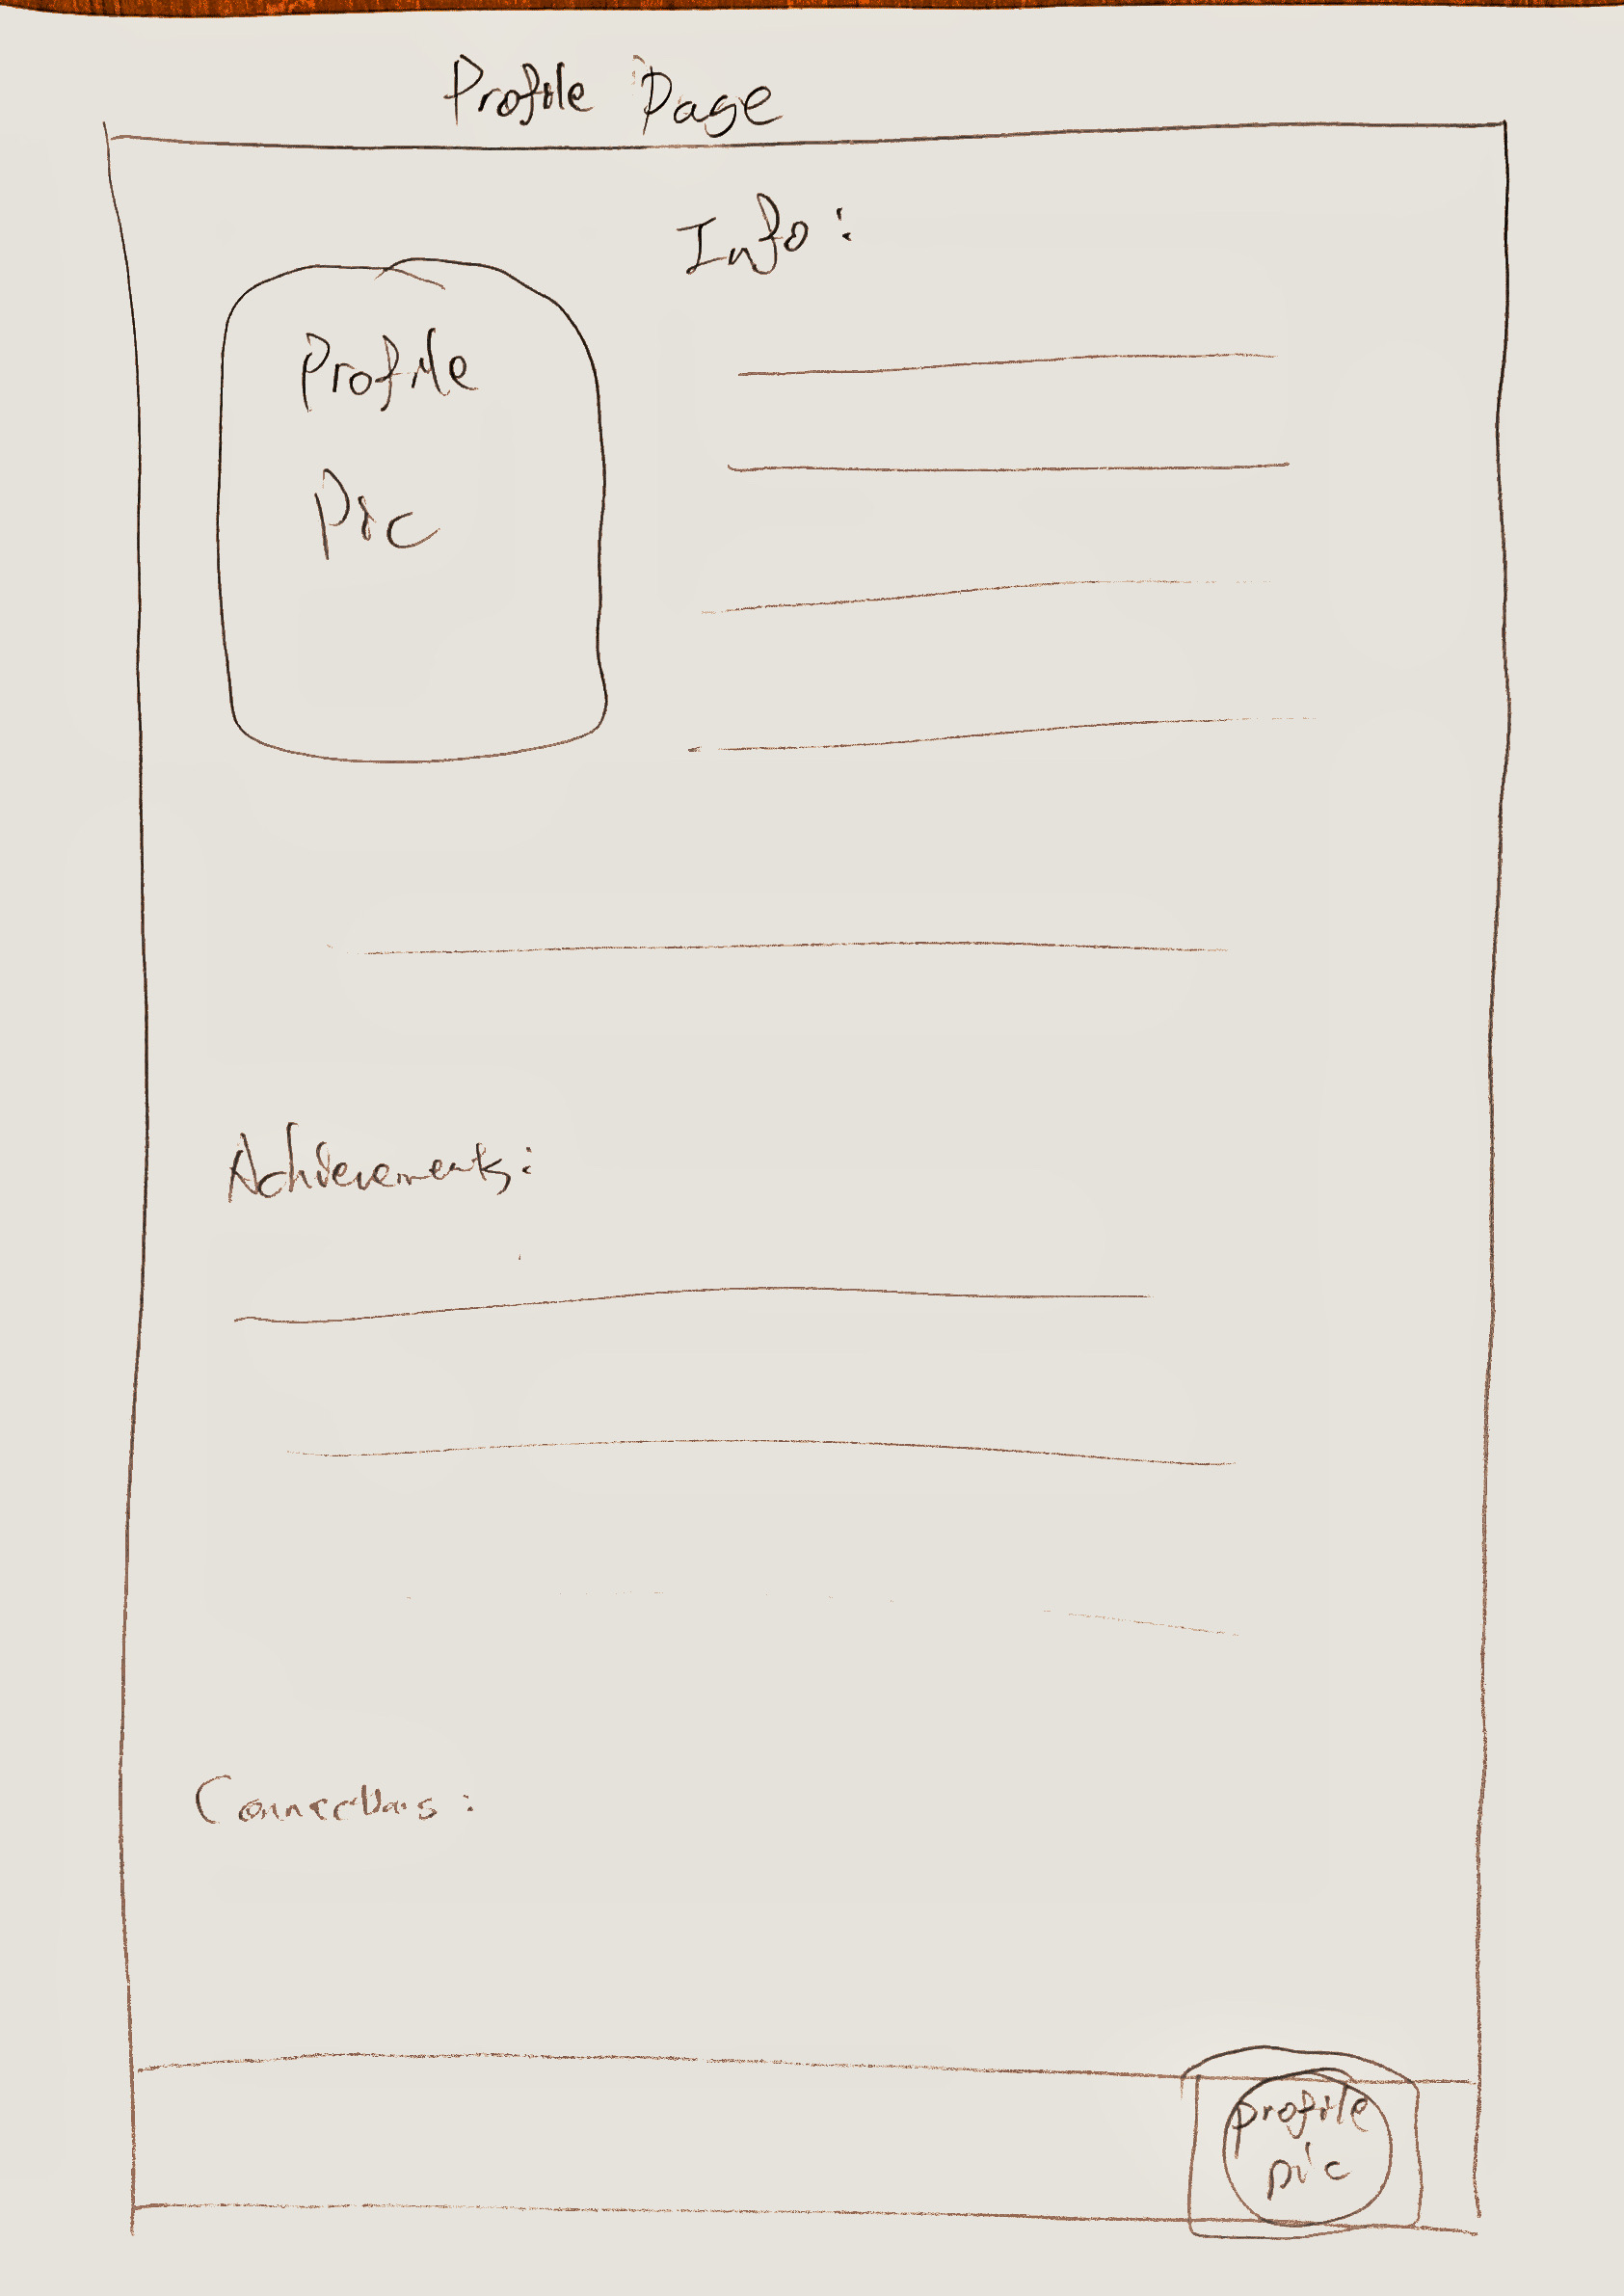 Profile Page
Info:
Profile
Pic
Achievements:
Connections:
profile
pic